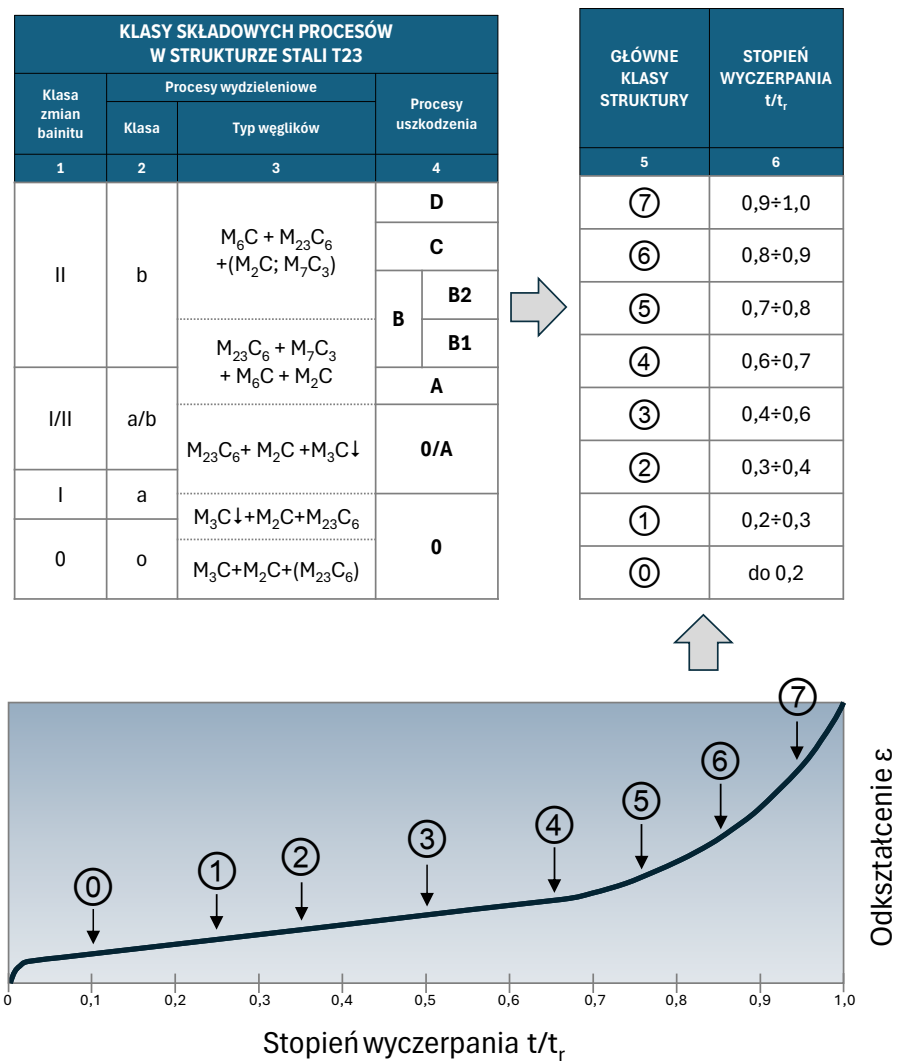 KLASY SKŁADOWYCH PROCESÓW
W STRUKTURZE STALI T23
Klasa
zmian
bainitu
Procesy wydzieleniowe
Klasa
Typ węglików
Procesy
uszkodzenia
1
2
3
4
II
b
M₆C + M₂₃C₆
+(M₂C; M₇C₃)
D
C
B
B2
B1
M₂₃C₆ + M₇C₃
+ M₆C + M₂C
A
I/II
a/b
M₂₃C₆+ M₂C +M₃C↓
0/A
I
a
M₃C↓+M₂C+M₂₃C₆
0
0
o
M₃C+M₂C+(M₂₃C₆)
GŁÓWNE
KLASY
STRUKTURY
STOPIEŃ
WYCZERPANIA
t/tᵣ
5
6
⑦ 0,9÷1,0
⑥ 0,8÷0,9
⑤ 0,7÷0,8
④ 0,6÷0,7
③ 0,4÷0,6
② 0,3÷0,4
① 0,2÷0,3
⓪ do 0,2
⓪
①
②
③
④
⑤
⑥
⑦
0 0,1 0,2 0,3 0,4 0,5 0,6 0,7 0,8 0,9 1,0
Stopień wyczerpania t/tᵣ
Odkształcenie ε